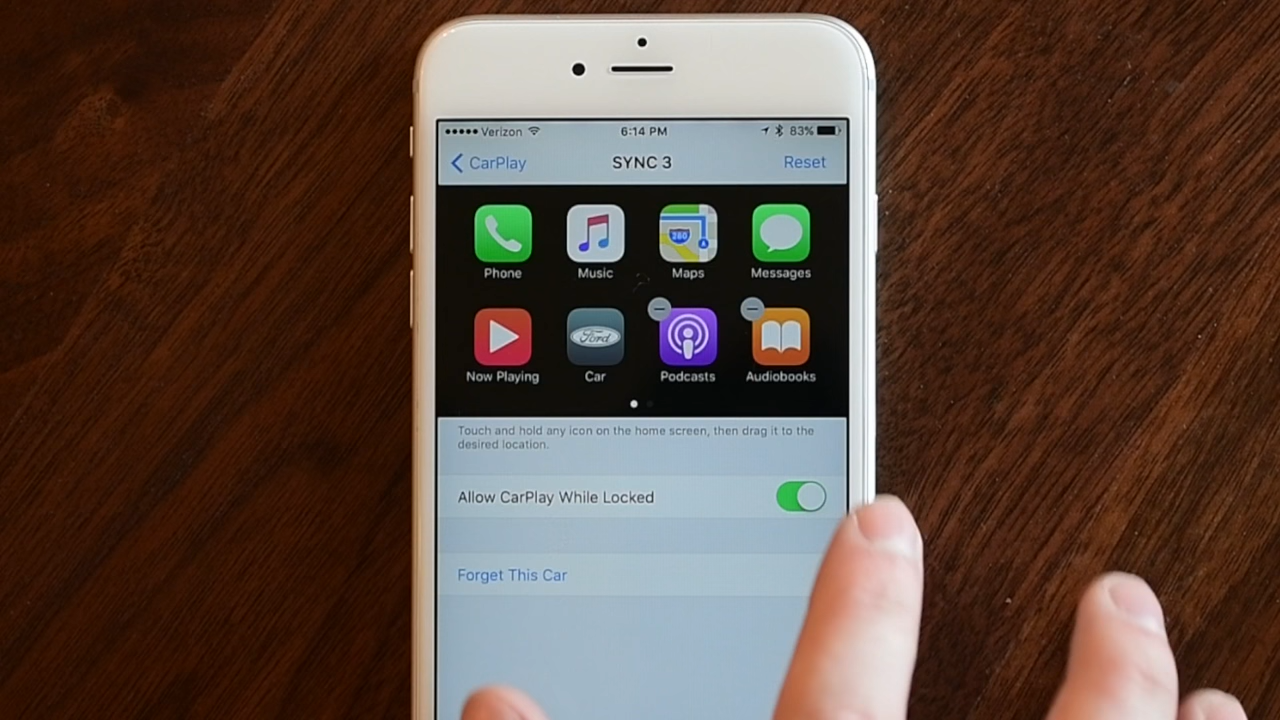 Verizon 6:14 PM 83%
CarPlay SYNC 3 Reset
280
Phone Music Maps Messages
Ford
Now Playing Car Podcasts Audiobooks
Touch and hold any icon on the home screen, then drag it to the
desired location.
Allow CarPlay While Locked
Forget This Car